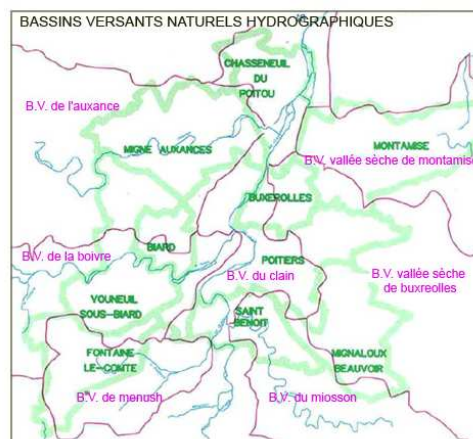 BASSINS VERSANTS NATURELS HYDROGRAPHIQUES
CHASSENEUIL
DU
POITOU
B.V. de l'auxance
MIGNE AUXANCES
MONTAMISE
B.V. vallée sèche de montamise
BUXEROLLES
B.V. de la boivre
BIARD
POITIERS
B.V. du clain
B.V. vallée sèche
de buxreolles
VOUNEUIL
SOUS-BIARD
SAINT
BENOIT
FONTAINE
LE-COMTE
MIGNALOUX
BEAUVOIR
B.V. de menush
B.V. du miosson